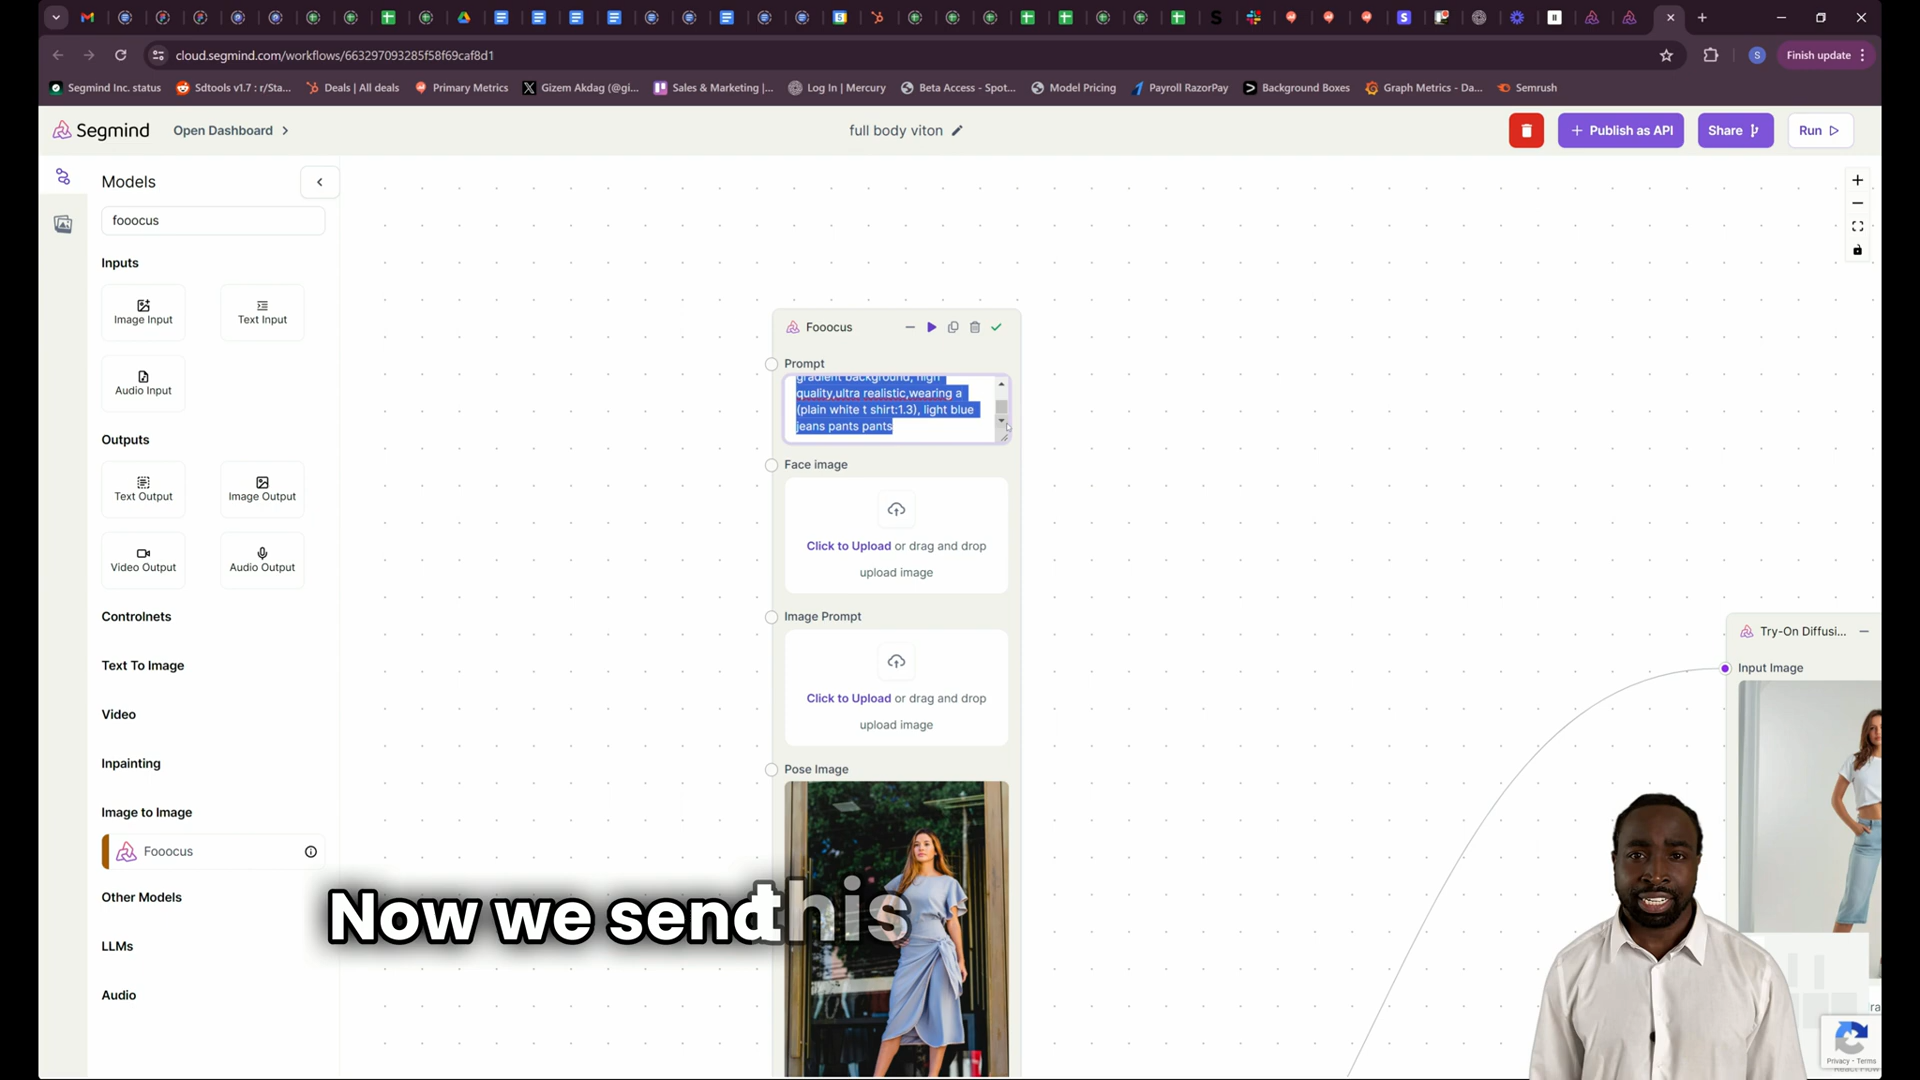 cloud.segmind.com/workflows/663297093285f58f69caf8d1
S
Finish update
Segmind Inc. status
Sdtools v1.7 : r/Sta...
Deals | All deals
Primary Metrics
Gizem Akdag (@gi...
Sales & Marketing |...
Log In | Mercury
Beta Access - Spot...
Model Pricing
Payroll RazorPay
Background Boxes
Graph Metrics - Da...
Semrush
Segmind
Open Dashboard
full body viton
Publish as API
Share
Run
Models
fooocus
Inputs
Image Input
Text Input
Audio Input
Outputs
Text Output
Image Output
Video Output
Audio Output
Controlnets
Text To Image
Video
Inpainting
Image to Image
Fooocus
Other Models
LLMs
Audio
Fooocus
Prompt
gradient background, high
quality,ultra realistic,wearing a
(plain white t shirt:1.3), light blue
jeans pants pants
Face image
Click to Upload or drag and drop
upload image
Image Prompt
Click to Upload or drag and drop
upload image
Pose Image
Try-On Diffusi...
Input Image
Now we send this
Privacy - Terms